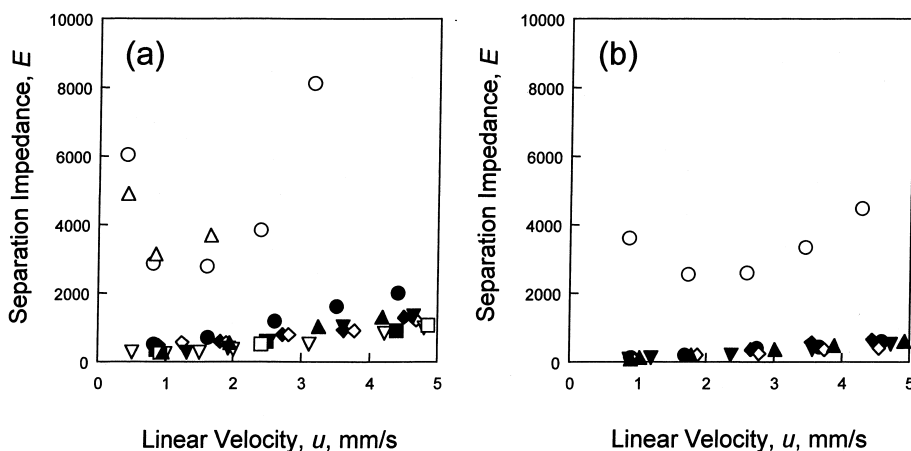 (a)
Separation Impedance, E
10000
8000
6000
4000
2000
0
0 1 2 3 4 5
Linear Velocity, u, mm/s
(b)
Separation Impedance, E
10000
8000
6000
4000
2000
0
0 1 2 3 4 5
Linear Velocity, u, mm/s